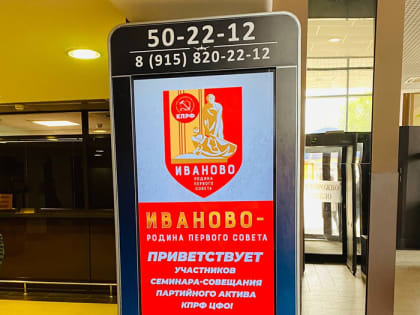 50-22-12
8 (915) 820-22-12
КПРФ
ИВАНОВО
РОДИНА
ПЕРВОГО
СОВЕТА
ИВАНОВО-
РОДИНА ПЕРВОГО СОВЕТА
ПРИВЕТСТВУЕТ
УЧАСТНИКОВ
СЕМИНАРА-СОВЕЩАНИЯ
ПАРТИЙНОГО АКТИВА
КПРФ ЦФО!